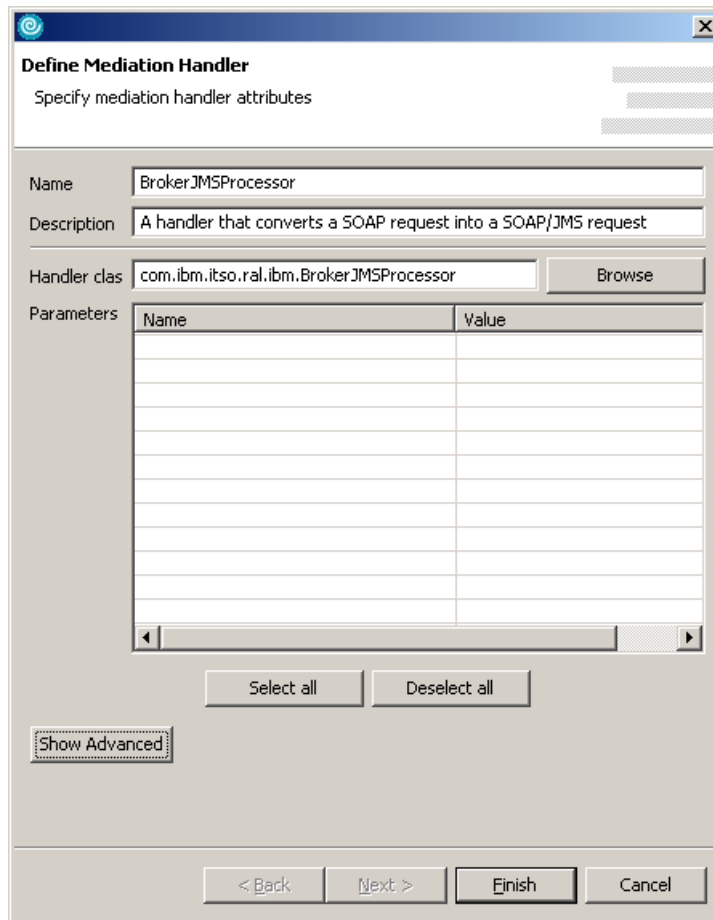 Define Mediation Handler
Specify mediation handler attributes
Name BrokerJMSProcessor
Description A handler that converts a SOAP request into a SOAP/JMS request
Handler clas com.ibm.itso.ral.ibm.BrokerJMSProcessor Browse
Parameters Name Value
Select all Deselect all
Show Advanced
< Back Next > Finish Cancel